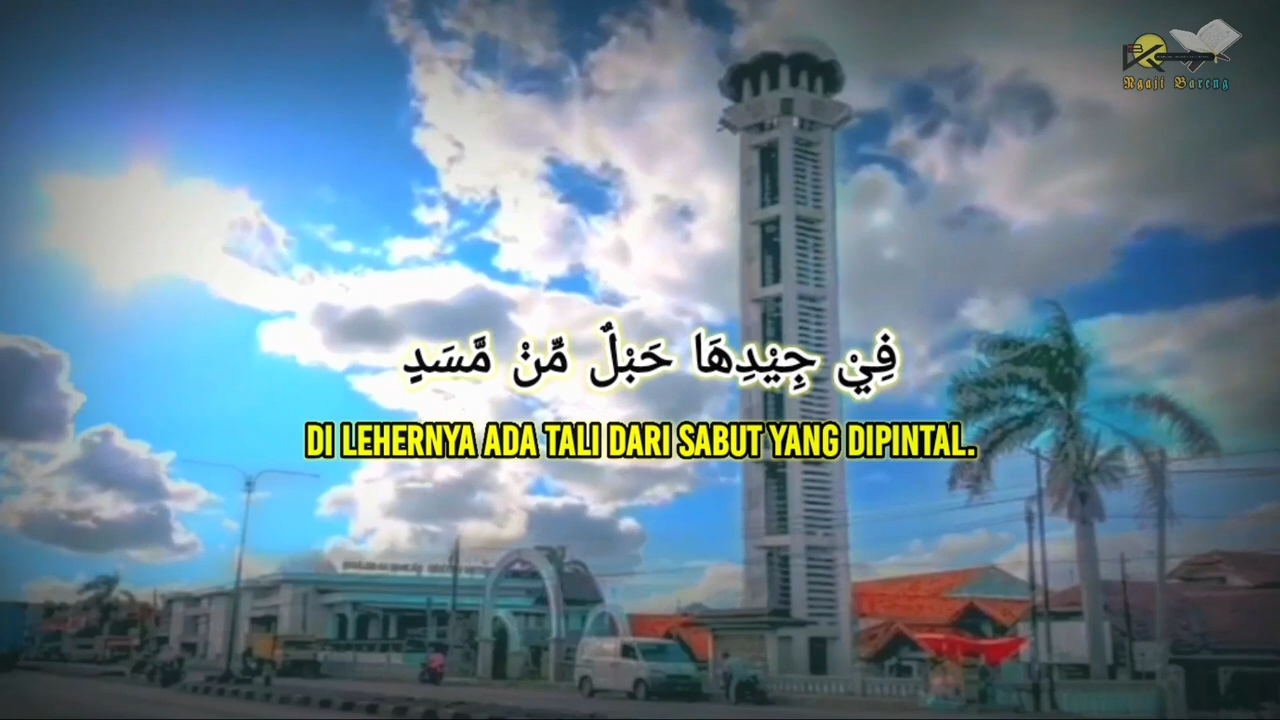 Ngaji Bareng
فِيْ جِيْدِهَا حَبْلٌ مِّنْ مَّسَدٍ
DI LEHERNYA ADA TALI DARI SABUT YANG DIPINTAL.